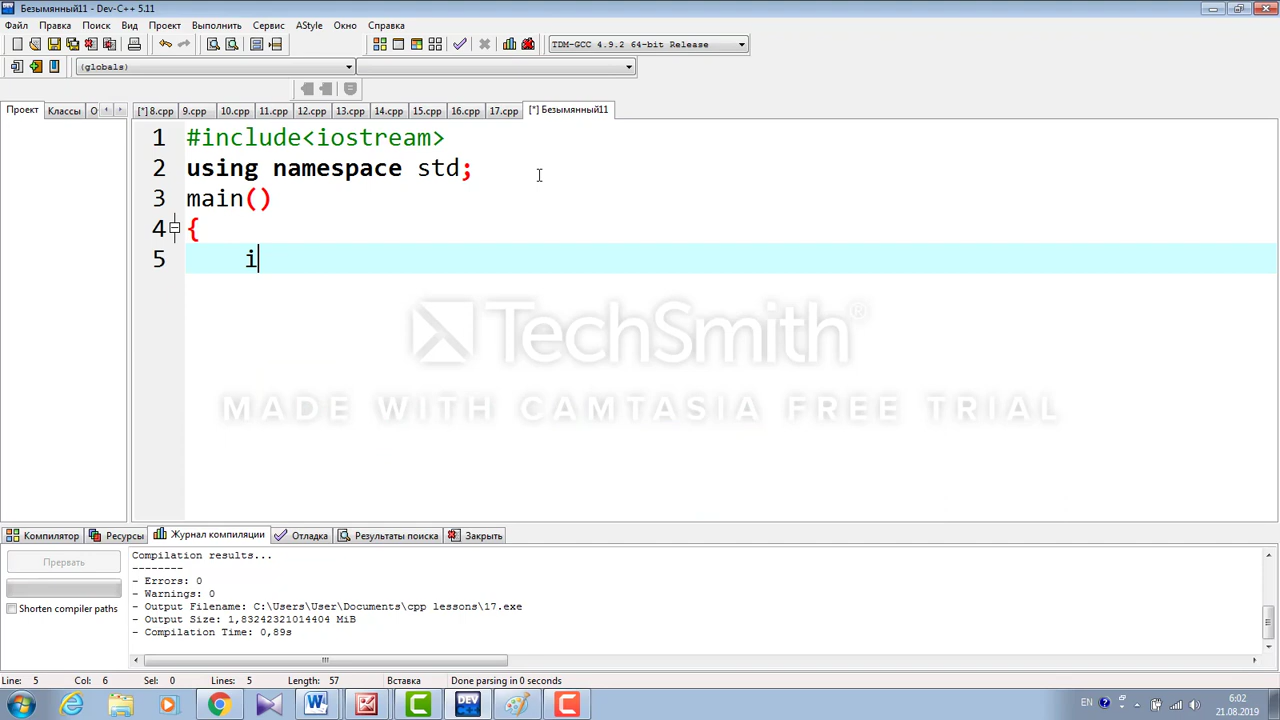 Безымянный11 - Dev-C++ 5.11
Файл Правка Поиск Вид Проект Выполнить Сервис AStyle Окно Справка
TDM-GCC 4.9.2 64-bit Release
(globals)
Проект Классы О [*] 8.cpp 9.cpp 10.cpp 11.cpp 12.cpp 13.cpp 14.cpp 15.cpp 16.cpp 17.cpp [*] Безымянный11
1 #include<iostream>
2 using namespace std;
3 main()
4 {
5 i
TechSmith®
MADE WITH CAMTASIA FREE TRIAL
Компилятор Ресурсы Журнал компиляции Отладка Результаты поиска Закрыть
Прервать
Shorten compiler paths
Compilation results...
--------
- Errors: 0
- Warnings: 0
- Output Filename: C:\Users\User\Documents\cpp lessons\17.exe
- Output Size: 1,83242321014404 MiB
- Compilation Time: 0,89s
Line: 5 Col: 6 Sel: 0 Lines: 5 Length: 57 Вставка Done parsing in 0 seconds
DEV
EN 6:02
21.08.2019